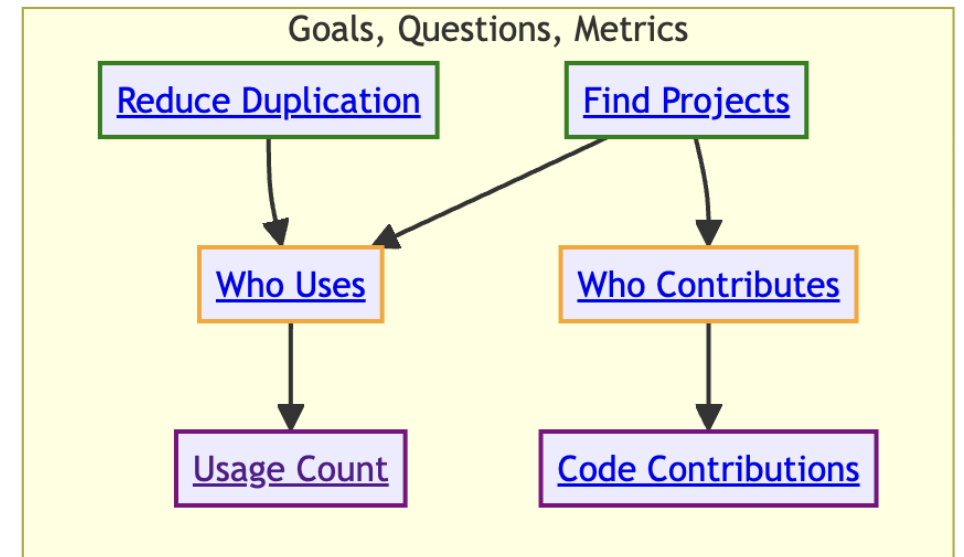 Goals, Questions, Metrics
Reduce Duplication
Find Projects
Who Uses
Who Contributes
Usage Count
Code Contributions